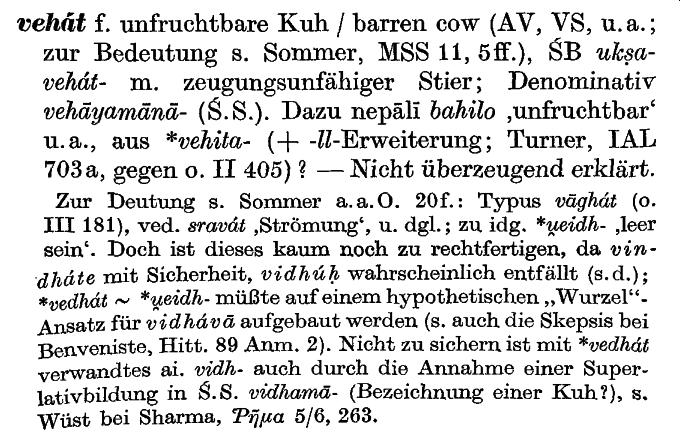 vehát f. unfruchtbare Kuh / barren cow (AV, VS, u. a.;
zur Bedeutung s. Sommer, MSS 11, 5ff.), ŚB ukṣa-
vehát- m. zeugungsunfähiger Stier; Denominativ
vehāyamānā- (Ś.S.). Dazu nepālī bahilo ‚unfruchtbar‘
u. a., aus *vehita- (+ -ll-Erweiterung; Turner, IAL
703a, gegen o. II 405) ? — Nicht überzeugend erklärt.
Zur Deutung s. Sommer a. a. O. 20f.: Typus vāghát (o.
III 181), ved. sravát ‚Strömung‘, u. dgl.; zu idg. *u̯eidh- ‚leer
sein‘. Doch ist dieses kaum noch zu rechtfertigen, da vin-
dháte mit Sicherheit, vidhúḥ wahrscheinlich entfällt (s. d.);
*vedhát ~ *u̯eidh- müßte auf einem hypothetischen „Wurzel“-
Ansatz für vidhávā aufgebaut werden (s. auch die Skepsis bei
Benveniste, Hitt. 89 Anm. 2). Nicht zu sichern ist mit *vedhát
verwandtes ai. vidh- auch durch die Annahme einer Super-
lativbildung in Ś.S. vidhamā- (Bezeichnung einer Kuh?), s.
Wüst bei Sharma, Ῥῆμα 5/6, 263.